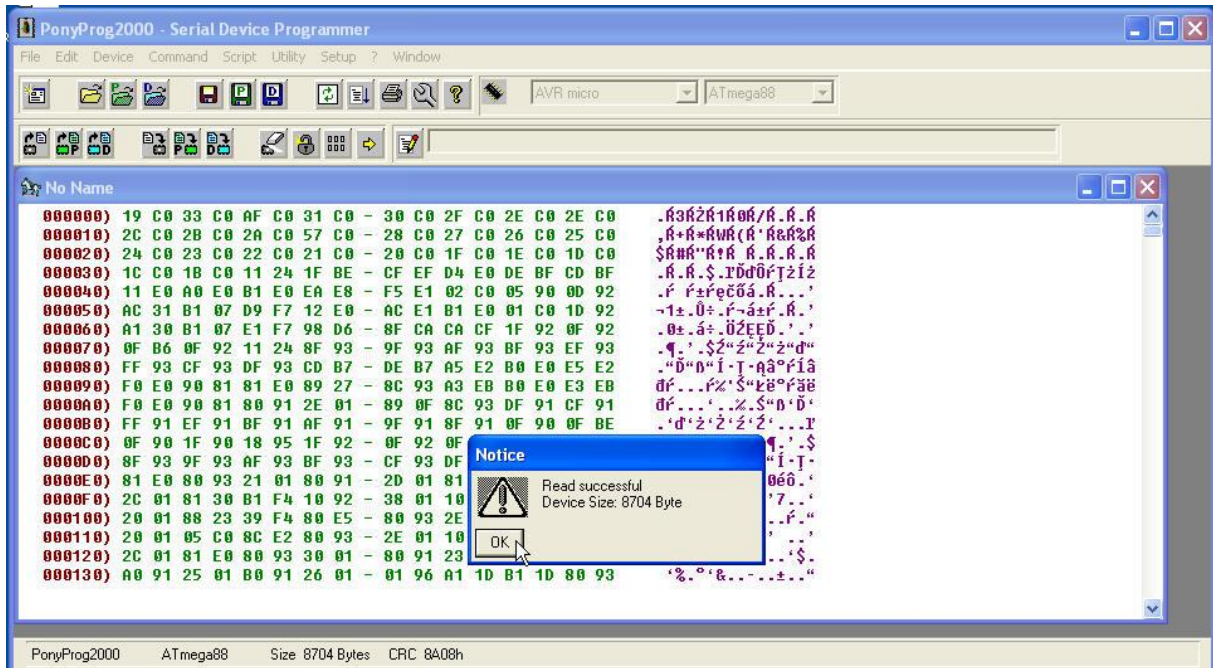 PonyProg2000 - Serial Device Programmer
File Edit Device Command Script Utility Setup ? Window
AVR micro ATmega88
No Name
000000) 19 C0 33 C0 AF C0 31 C0 - 30 C0 2F C0 2E C0 2E C0 .Ŕ3ŔŻŔ1Ŕ0Ŕ/Ŕ.Ŕ.Ŕ
000010) 2C C0 2B C0 2A C0 57 C0 - 28 C0 27 C0 26 C0 25 C0 ,Ŕ+Ŕ*ŔWŔ(Ŕ'Ŕ&Ŕ%Ŕ
000020) 24 C0 23 C0 22 C0 21 C0 - 20 C0 1F C0 1E C0 1D C0 $Ŕ#Ŕ"Ŕ!Ŕ Ŕ.Ŕ.Ŕ.Ŕ
000030) 1C C0 1B C0 11 24 1F BE - CF EF D4 E0 DE BF CD BF
000040) 11 E0 A0 E0 B1 E0 EA E8 - F5 E1 02 C0 05 90 0D 92
000050) AC 31 B1 07 D9 F7 12 E0 - AC E1 B1 E0 01 C0 1D 92
000060) A1 30 B1 07 E1 F7 98 D6 - 8F CA CA CF 1F 92 0F 92
000070) 0F B6 0F 92 11 24 8F 93 - 9F 93 AF 93 BF 93 EF 93
000080) FF 93 CF 93 DF 93 CD B7 - DE B7 A5 E2 B0 E0 E5 E2
000090) F0 E0 90 81 81 E0 89 27 - 8C 93 A3 EB B0 E0 E3 EB
0000A0) F0 E0 90 81 80 91 2E 01 - 89 0F 8C 93 DF 91 CF 91
0000B0) FF 91 EF 91 BF 91 AF 91 - 9F 91 8F 91 0F 90 0F BE
0000C0) 0F 90 1F 90 18 95 1F 92 - 0F 92 0F
0000D0) 8F 93 9F 93 AF 93 BF 93 - CF 93 DF
0000E0) 81 E0 80 93 21 01 80 91 - 2D 01 81
0000F0) 2C 01 81 30 B1 F4 10 92 - 38 01 10
000100) 20 01 88 23 39 F4 80 E5 - 80 93 2E
000110) 20 01 05 C0 8C E2 80 93 - 2E 01 10
000120) 2C 01 81 E0 80 93 30 01 - 80 91 23
000130) A0 91 25 01 B0 91 26 01 - 01 96 A1 1D B1 1D 80 93
Notice
Read successful
Device Size: 8704 Byte
OK
PonyProg2000 ATmega88 Size 8704 Bytes CRC 8A08h